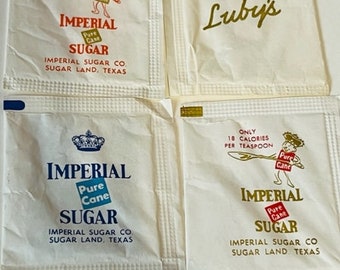 IMPERIAL
Pure
Cane
SUGAR
IMPERIAL SUGAR CO
SUGAR LAND, TEXAS
Luby's
IMPERIAL
Pure
Cane
SUGAR
IMPERIAL SUGAR CO
SUGAR LAND, TEXAS
ONLY
18 CALORIES
PER TEASPOON
Pure
Cane
IMPERIAL
Pure
Cane
SUGAR
IMPERIAL SUGAR CO
SUGAR LAND, TEXAS